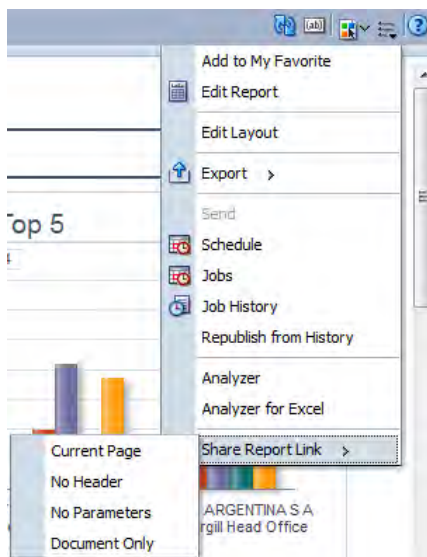 [ab]
?
Add to My Favorite
Edit Report
Edit Layout
Export >
Top 5
Send
Schedule
Jobs
Job History
Republish from History
Analyzer
Analyzer for Excel
Share Report Link >
Current Page
No Header
No Parameters
Document Only
ARGENTINA S A
Head Office